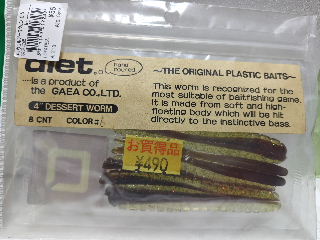 diet
hand poured
...is a product of
the GAEA CO.,LTD.
4" DESSERT WORM
8 CNT COLOR:
~THE ORIGINAL PLASTIC BAITS~
This worm is recognized for the
most suitable of baitfishing game.
It is made from soft and high-
floating body which will be hit
directly to the instinctive bass.
お買得品
¥490